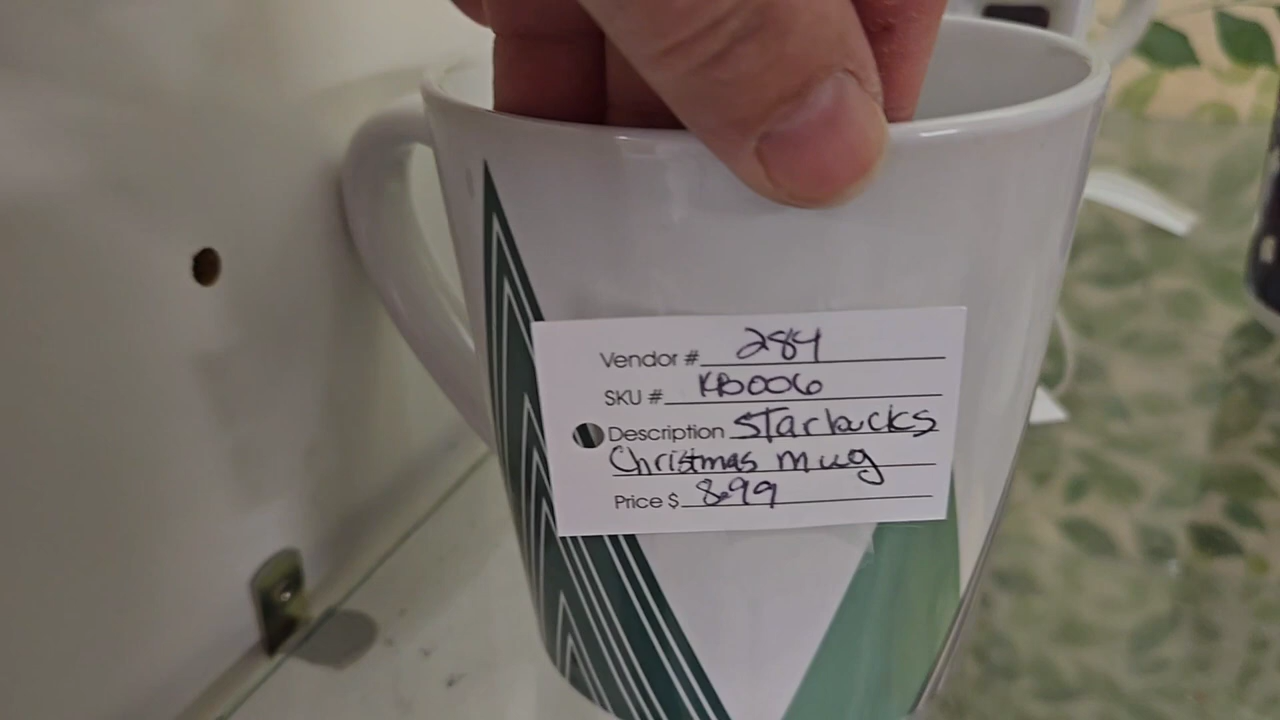 Vendor # 284
SKU # KB006
Description Starbucks
Christmas mug
Price $ 8.99